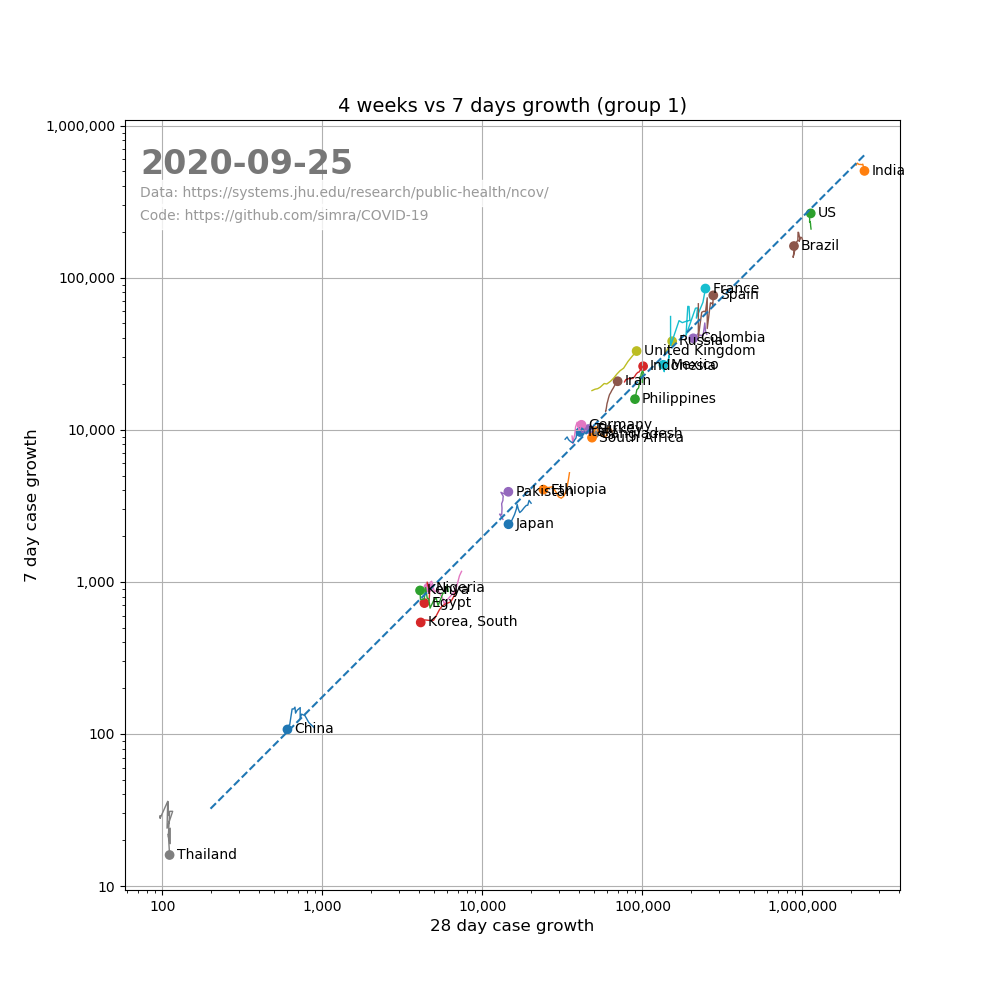 4 weeks vs 7 days growth (group 1)
1,000,000
2020-09-25
Data: https://systems.jhu.edu/research/public-health/ncov/
Code: https://github.com/simra/COVID-19
India
US
Brazil
100,000
France
Spain
Colombia
Russia
United Kingdom
Indonesia
Mexico
Iran
Philippines
10,000
Germany
Turkey
Italy
Bangladesh
South Africa
Pakistan
Ethiopia
Japan
1,000
Nigeria
Kenya
Egypt
Korea, South
100
China
Thailand
10
7 day case growth
100
1,000
10,000
100,000
1,000,000
28 day case growth